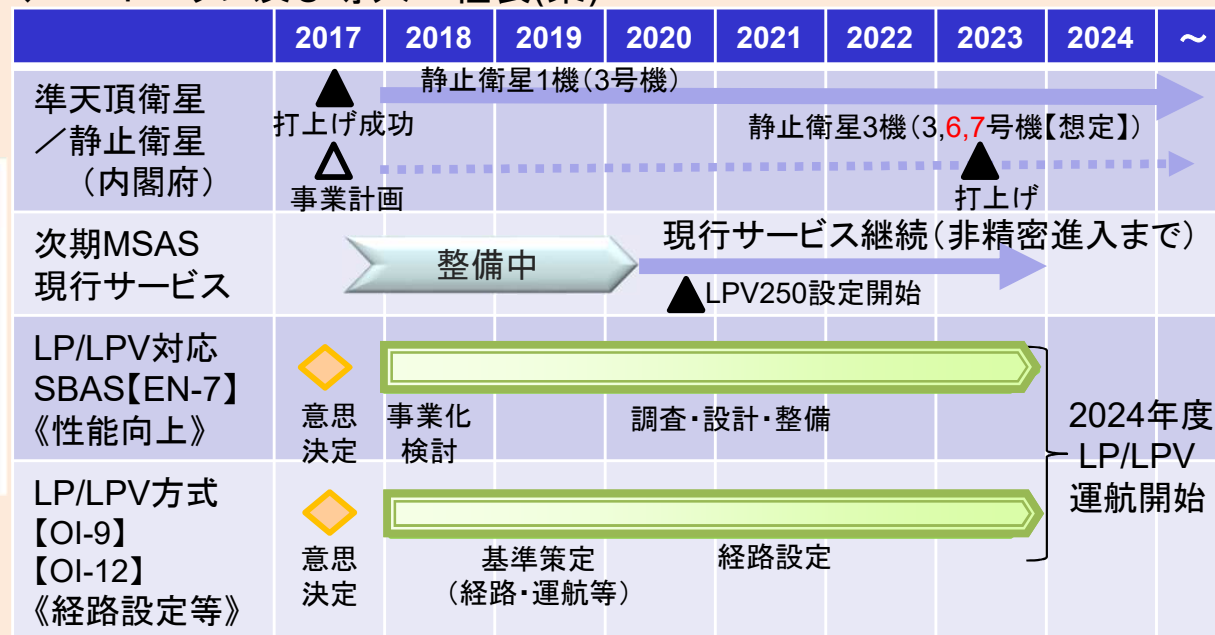 2017 2018 2019 2020 2021 2022 2023 2024 ～
準天頂衛星
／静止衛星
（内閣府）
静止衛星1機（3号機）
打上げ成功
静止衛星3機（3,6,7号機【想定】）
事業計画
打上げ
次期MSAS
現行サービス
整備中
現行サービス継続（非精密進入まで）
LPV250設定開始
LP/LPV対応
SBAS【EN-7】
《性能向上》
意思
決定
事業化
検討
調査・設計・整備
LP/LPV方式
【OI-9】
【OI-12】
《経路設定等》
意思
決定
基準策定
（経路・運航等）
経路設定
2024年度
LP/LPV
運航開始